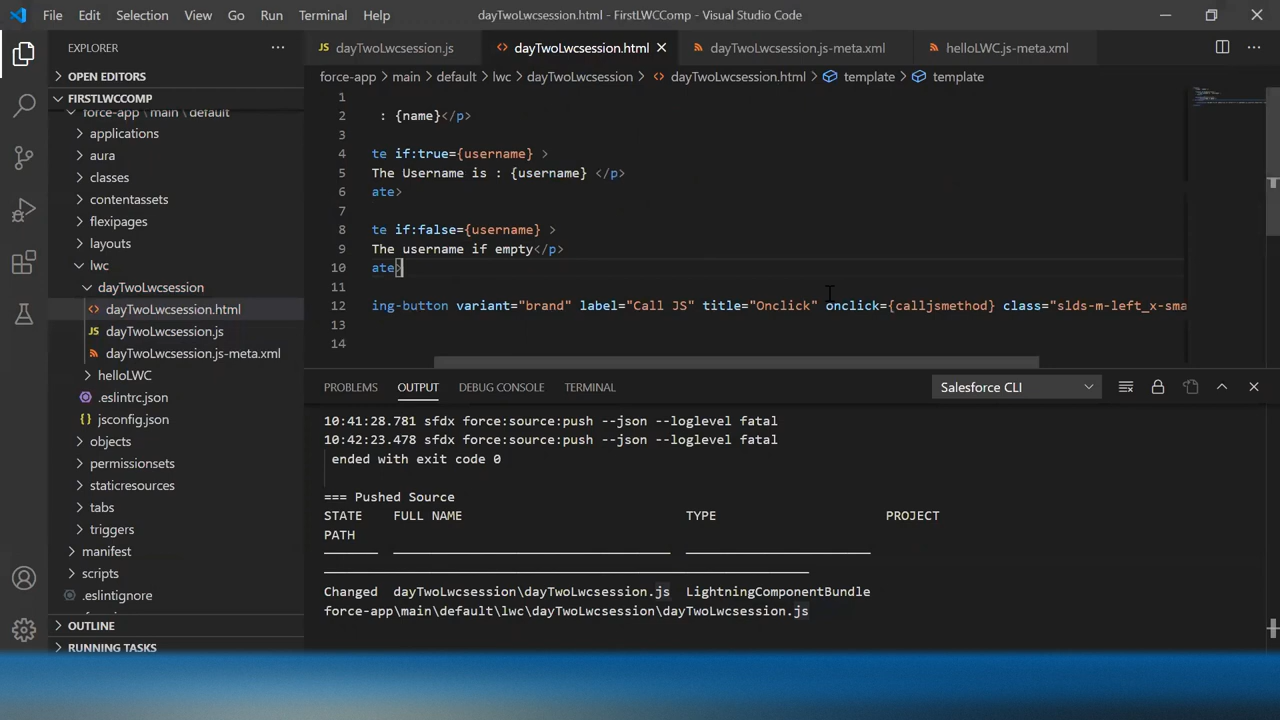 File Edit Selection View Go Run Terminal Help dayTwoLwcsession.html - FirstLWCComp - Visual Studio Code
EXPLORER
OPEN EDITORS
FIRSTLWCCOMP
force-app \ main \ default
applications
aura
classes
contentassets
flexipages
layouts
lwc
dayTwoLwcsession
dayTwoLwcsession.html
JS dayTwoLwcsession.js
dayTwoLwcsession.js-meta.xml
helloLWC
.eslintrc.json
{} jsconfig.json
objects
permissionsets
staticresources
tabs
triggers
manifest
scripts
.eslintignore
OUTLINE
RUNNING TASKS
JS dayTwoLwcsession.js dayTwoLwcsession.html dayTwoLwcsession.js-meta.xml helloLWC.js-meta.xml
force-app > main > default > lwc > dayTwoLwcsession > dayTwoLwcsession.html > template > template
1
2 : {name}</p>
3
4 te if:true={username} >
5 The Username is : {username} </p>
6 ate>
7
8 te if:false={username} >
9 The username if empty</p>
10 ate>
11
12 ing-button variant="brand" label="Call JS" title="Onclick" onclick={calljsmethod} class="slds-m-left_x-sma
13
14
PROBLEMS OUTPUT DEBUG CONSOLE TERMINAL Salesforce CLI
10:41:28.781 sfdx force:source:push --json --loglevel fatal
10:42:23.478 sfdx force:source:push --json --loglevel fatal
ended with exit code 0
=== Pushed Source
STATE FULL NAME TYPE PROJECT
PATH
Changed dayTwoLwcsession\dayTwoLwcsession.js LightningComponentBundle
force-app\main\default\lwc\dayTwoLwcsession\dayTwoLwcsession.js